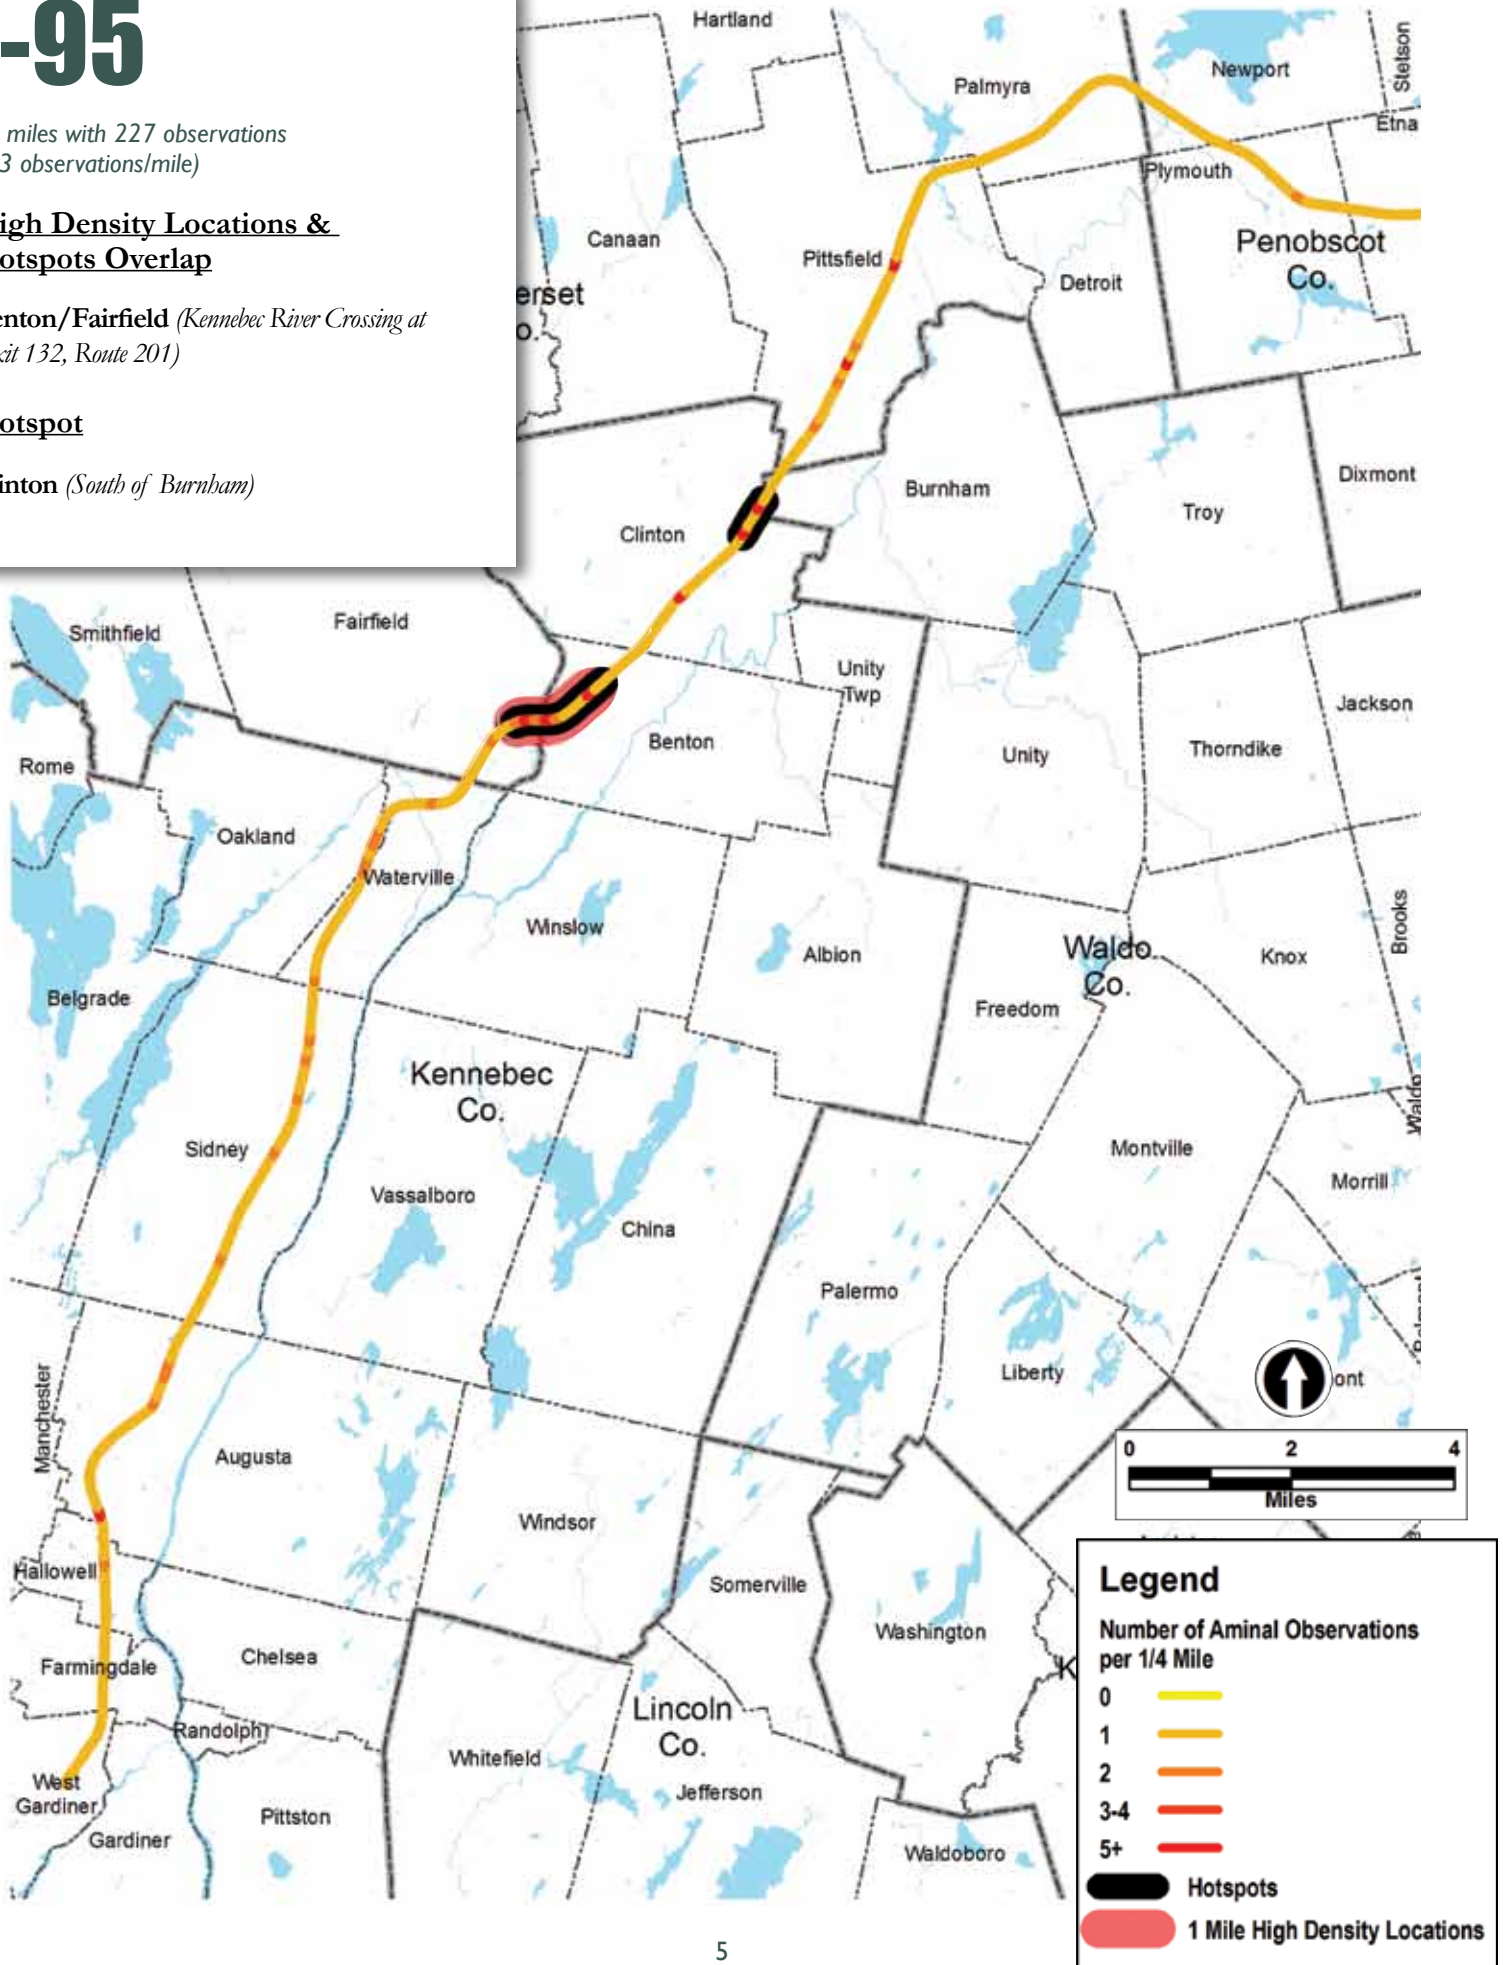 -95
miles with 227 observations
3 observations/mile)
igh Density Locations &
otspots Overlap
enton/Fairfield (Kennebec River Crossing at
xit 132, Route 201)
otspot
linton (South of Burnham)
Hartland
Palmyra
Newport
Stetson
Etna
Plymouth
Canaan
Pittsfield
Detroit
Penobscot
Co.
erset
o.
Clinton
Burnham
Troy
Dixmont
Smithfield
Fairfield
Unity
Twp
Benton
Unity
Thorndike
Jackson
Rome
Oakland
Waterville
Winslow
Albion
Waldo
Co.
Knox
Brooks
Belgrade
Freedom
Kennebec
Co.
Sidney
Vassalboro
China
Montville
Waldo
Morrill
Palermo
Liberty
ont
Manchester
Augusta
Windsor
Somerville
Washington
Hallowell
Farmingdale
Chelsea
Randolph
West
Gardiner
Gardiner
Pittston
Whitefield
Lincoln
Co.
Jefferson
Waldoboro
K
0 2 4
Miles
Legend
Number of Aminal Observations
per 1/4 Mile
0
1
2
3-4
5+
Hotspots
1 Mile High Density Locations
5